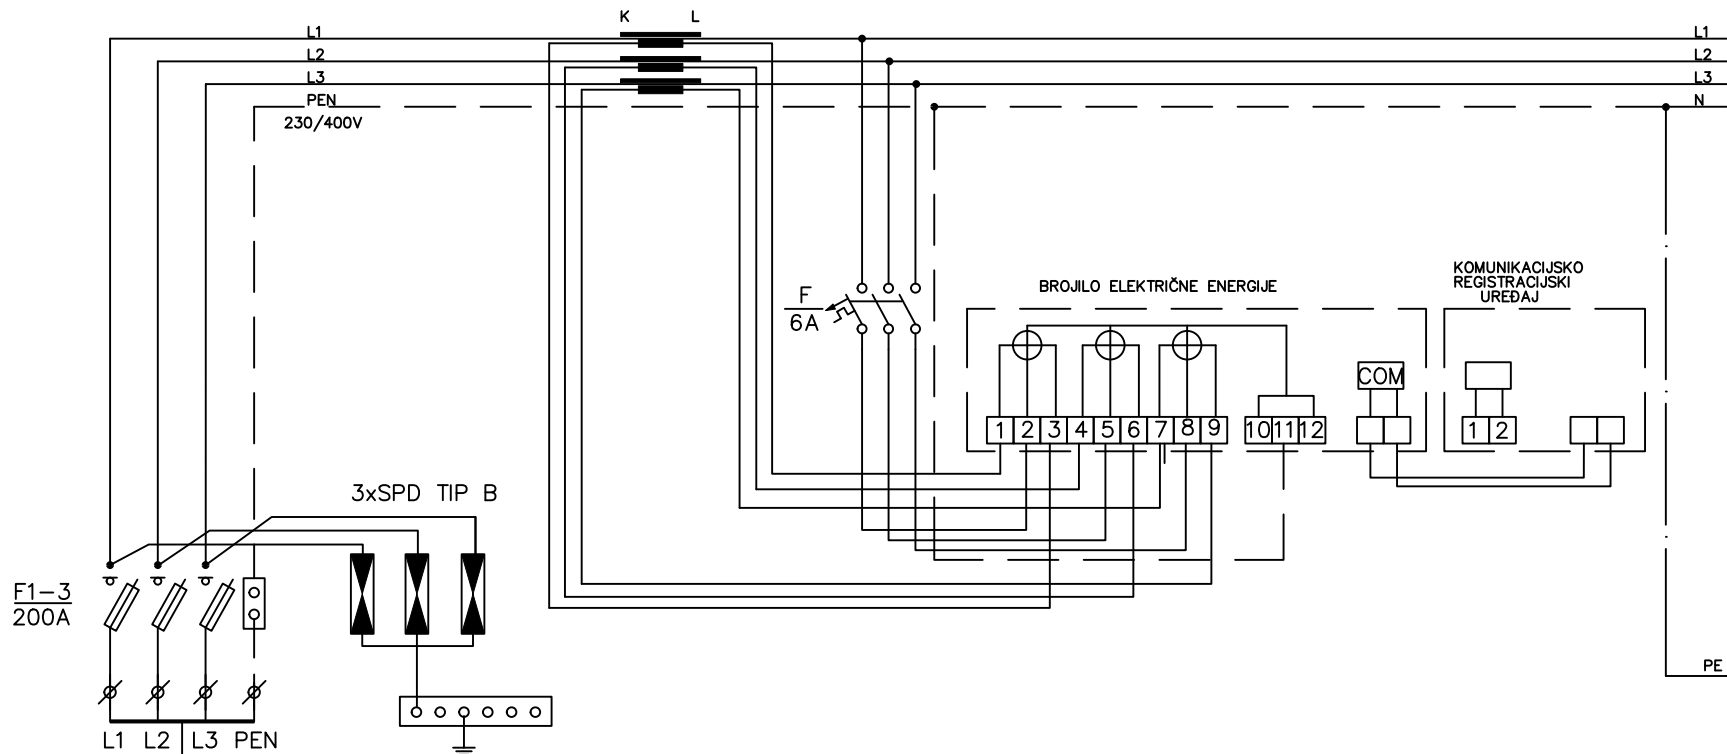 K L
L1 L1
L2 L2
L3 L3
PEN N
230/400V
KOMUNIKACIJSKO
REGISTRACIJSKI
UREĐAJ
BROJILO ELEKTRIČNE ENERGIJE
F
6A
COM
1 2 3 4 5 6 7 8 9 10 11 12 1 2
3xSPD TIP B
F1-3
200A
PE
L1 L2 L3 PEN